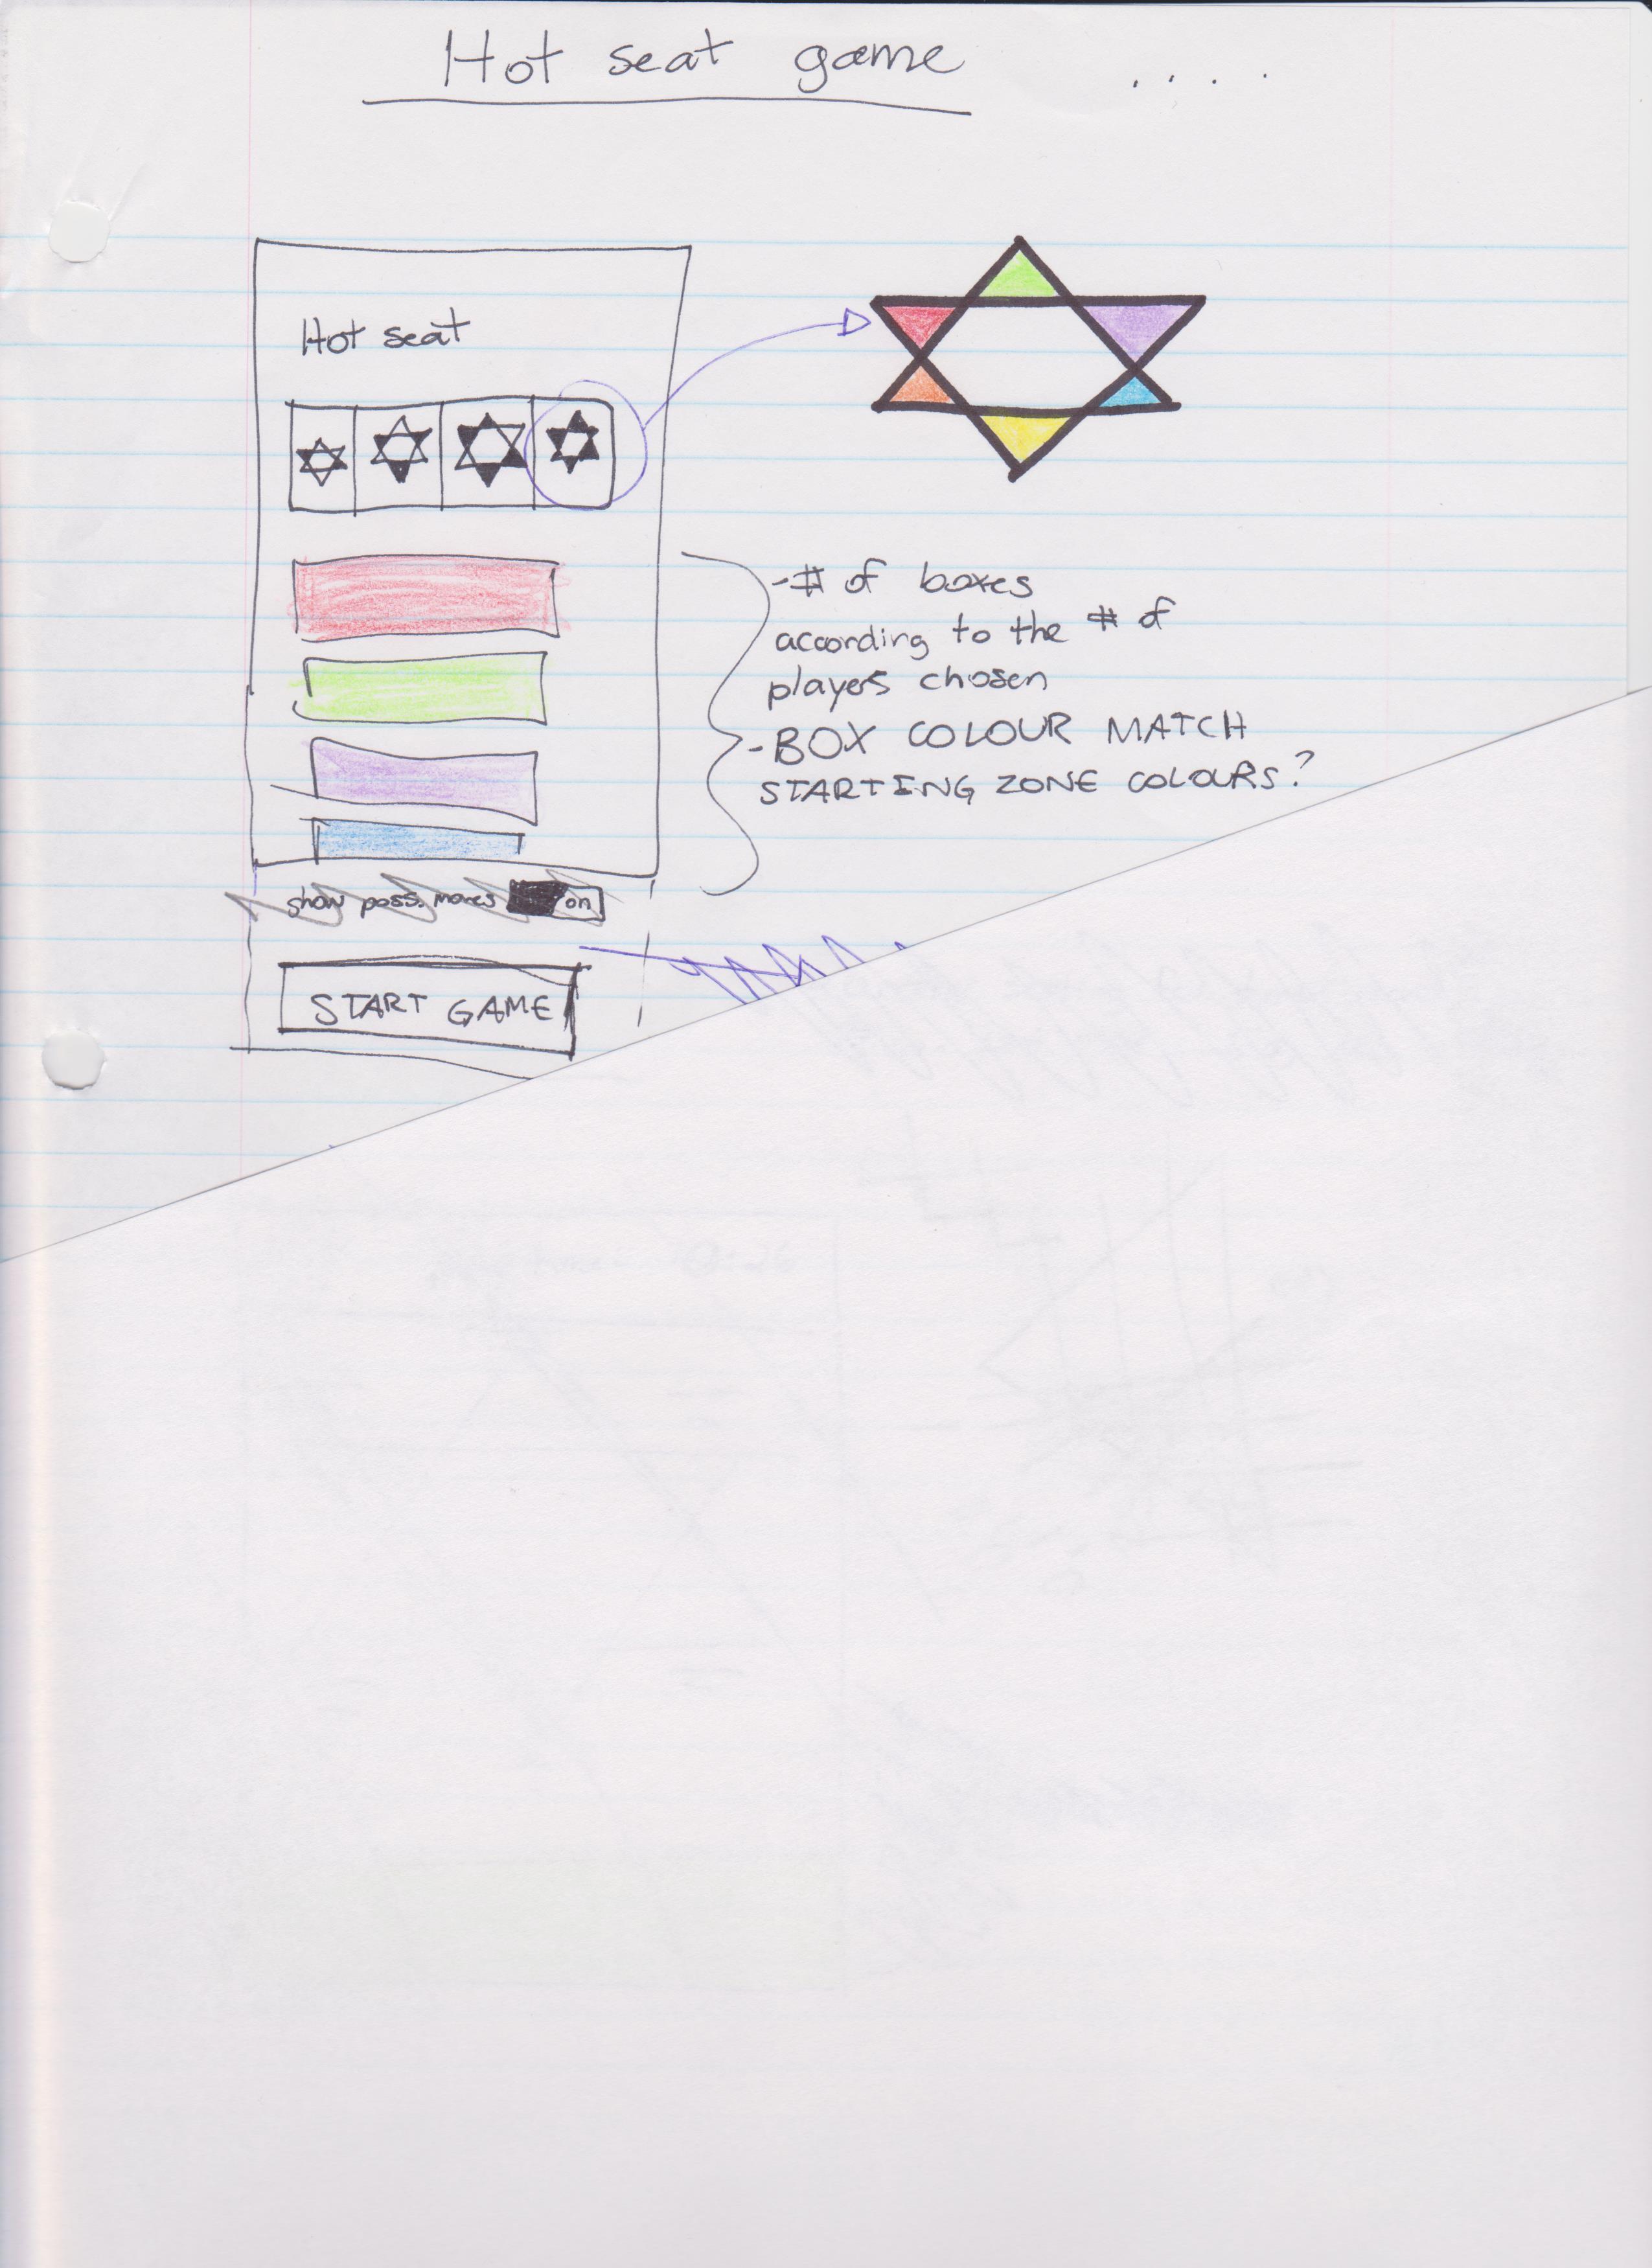 Hot seat game
Hot seat
-# of boxes
according to the # of
players chosen
-BOX COLOUR MATCH
STARTING ZONE COLOURS?
show poss. moves on
START GAME